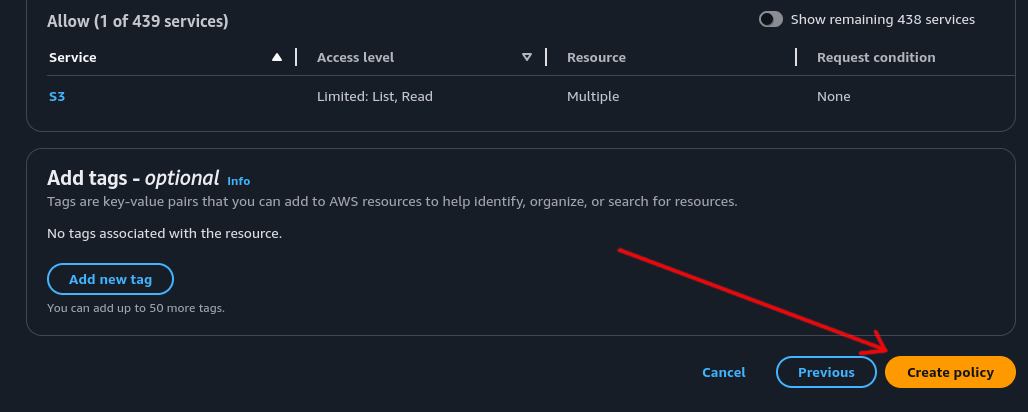 Allow (1 of 439 services)
Show remaining 438 services
Service Access level Resource Request condition
S3 Limited: List, Read Multiple None
Add tags - optional Info
Tags are key-value pairs that you can add to AWS resources to help identify, organize, or search for resources.
No tags associated with the resource.
Add new tag
You can add up to 50 more tags.
Cancel Previous Create policy